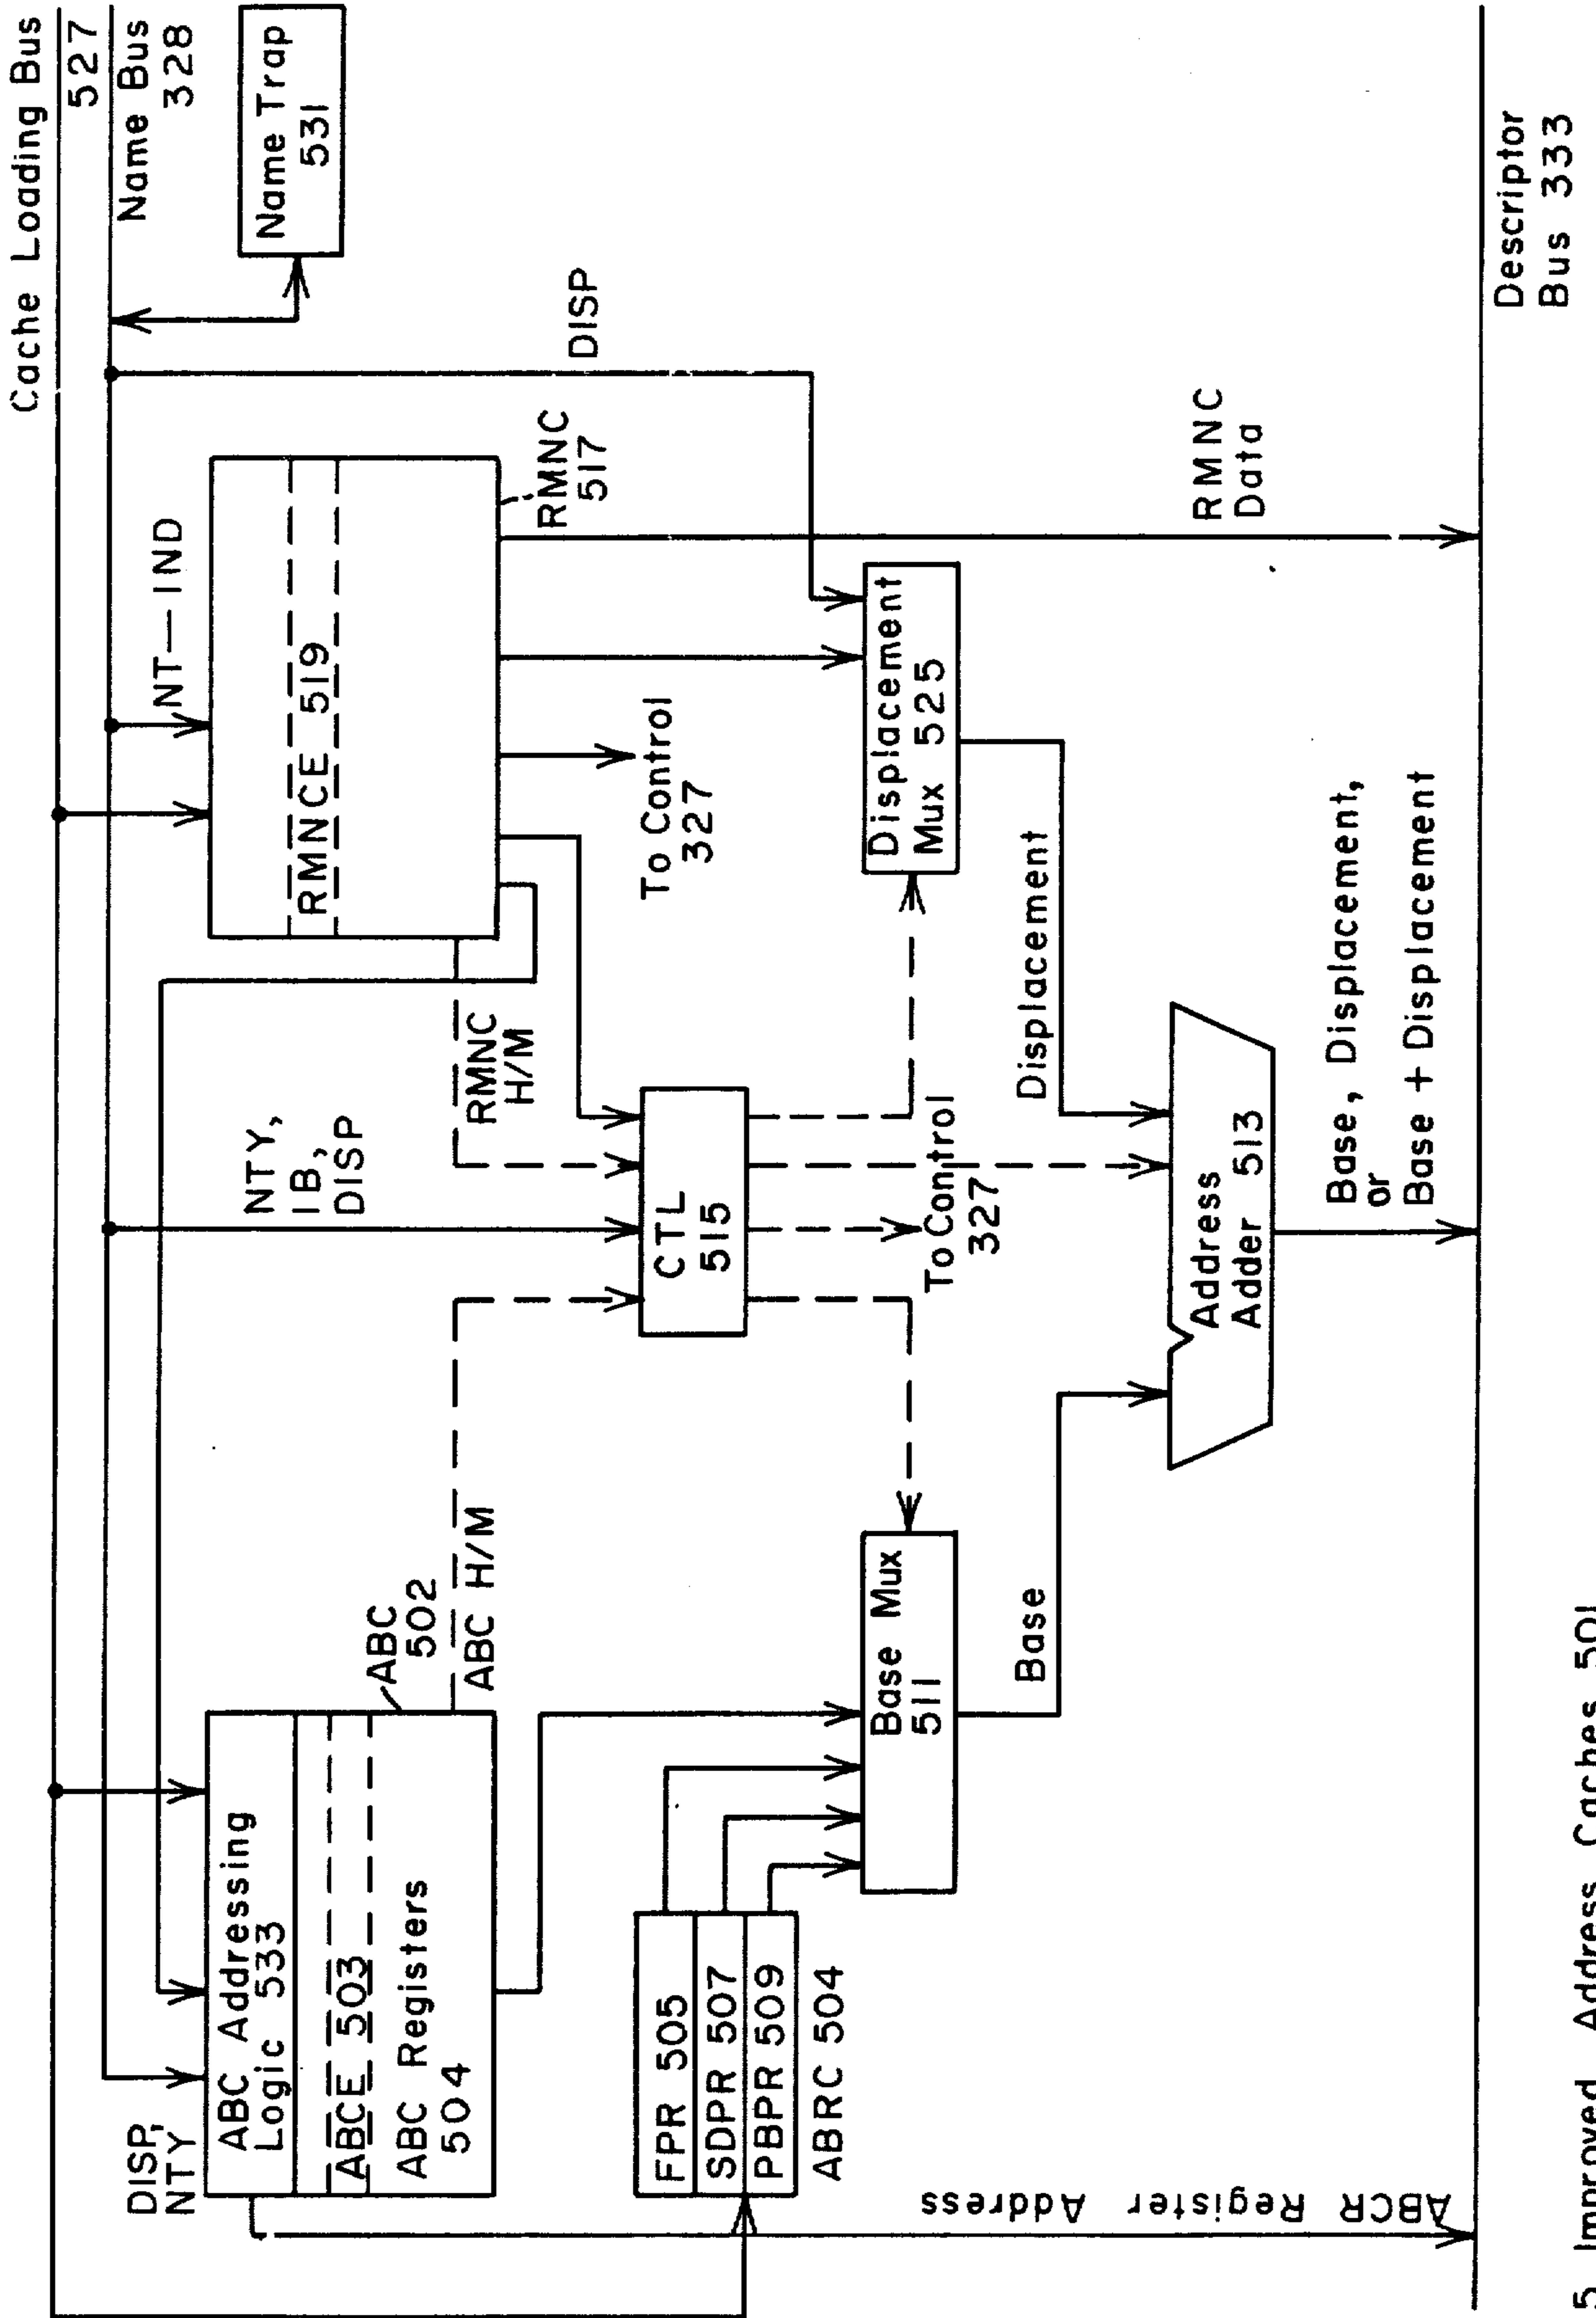 Cache Loading Bus
527
Name Bus
328
Name Trap
531
NT—IND
DISP
RMNCE 519
RMNC
517
NTY,
IB,
DISP
RMNC
H/M
To Control
327
Displacement
Mux 525
RMNC
Data
DISP,
NTY
ABC Addressing
Logic 533
ABCE 503
ABC Registers
504
ABC
502
ABC H/M
CTL
515
To Control
327
FPR 505
SDPR 507
PBPR 509
ABRC 504
Base Mux
511
Base
Displacement
Address
Adder 513
Base, Displacement,
or
Base + Displacement
ABCR Register Address
Descriptor
Bus 333
5 Improved Address Caches 501